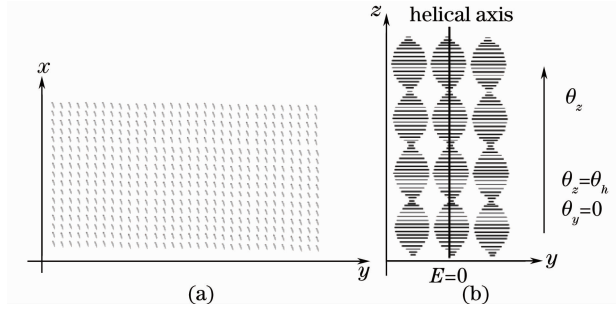 x
y
(a)
z
helical axis
θz
θz=θh
θy=0
y
E=0
(b)